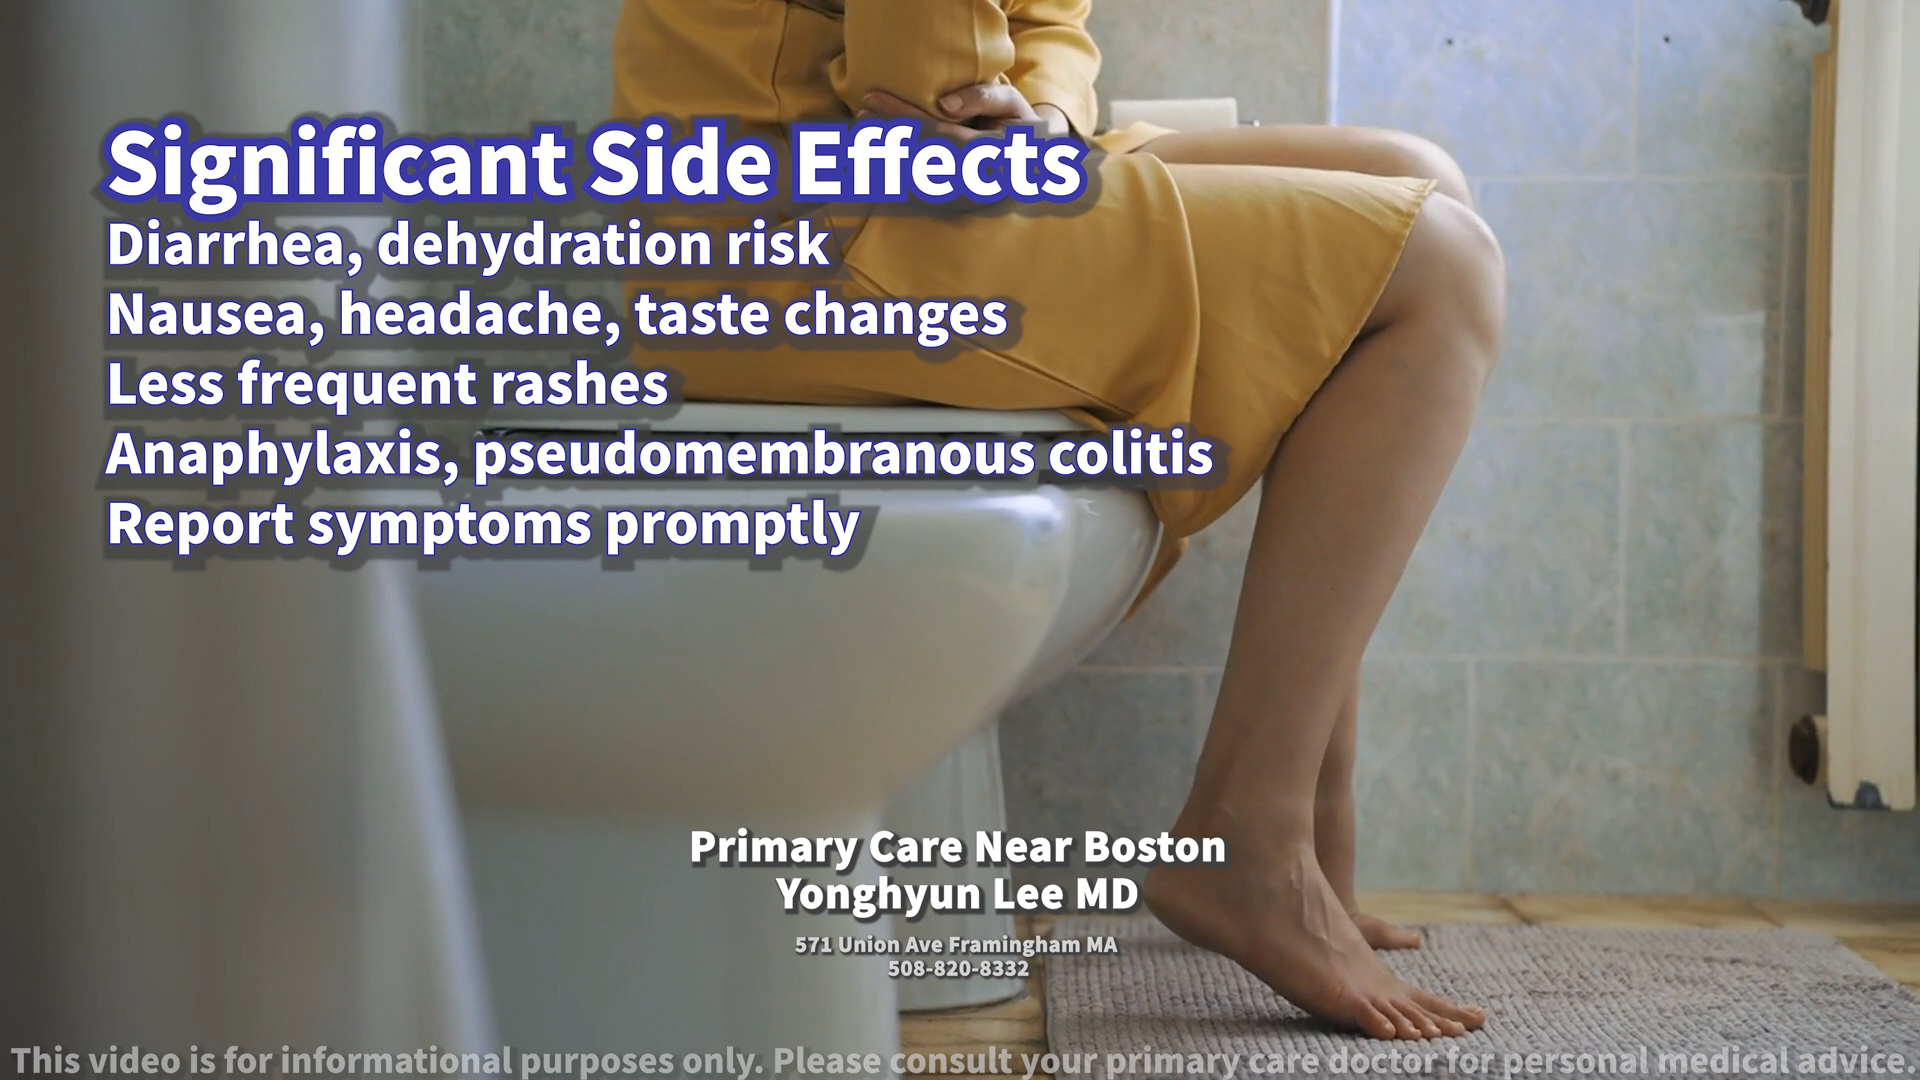 Significant Side Effects
Diarrhea, dehydration risk
Nausea, headache, taste changes
Less frequent rashes
Anaphylaxis, pseudomembranous colitis
Report symptoms promptly
Primary Care Near Boston
Yonghyun Lee MD
571 Union Ave Framingham MA
508-820-8332
This video is for informational purposes only. Please consult your primary care doctor for personal medical advice.